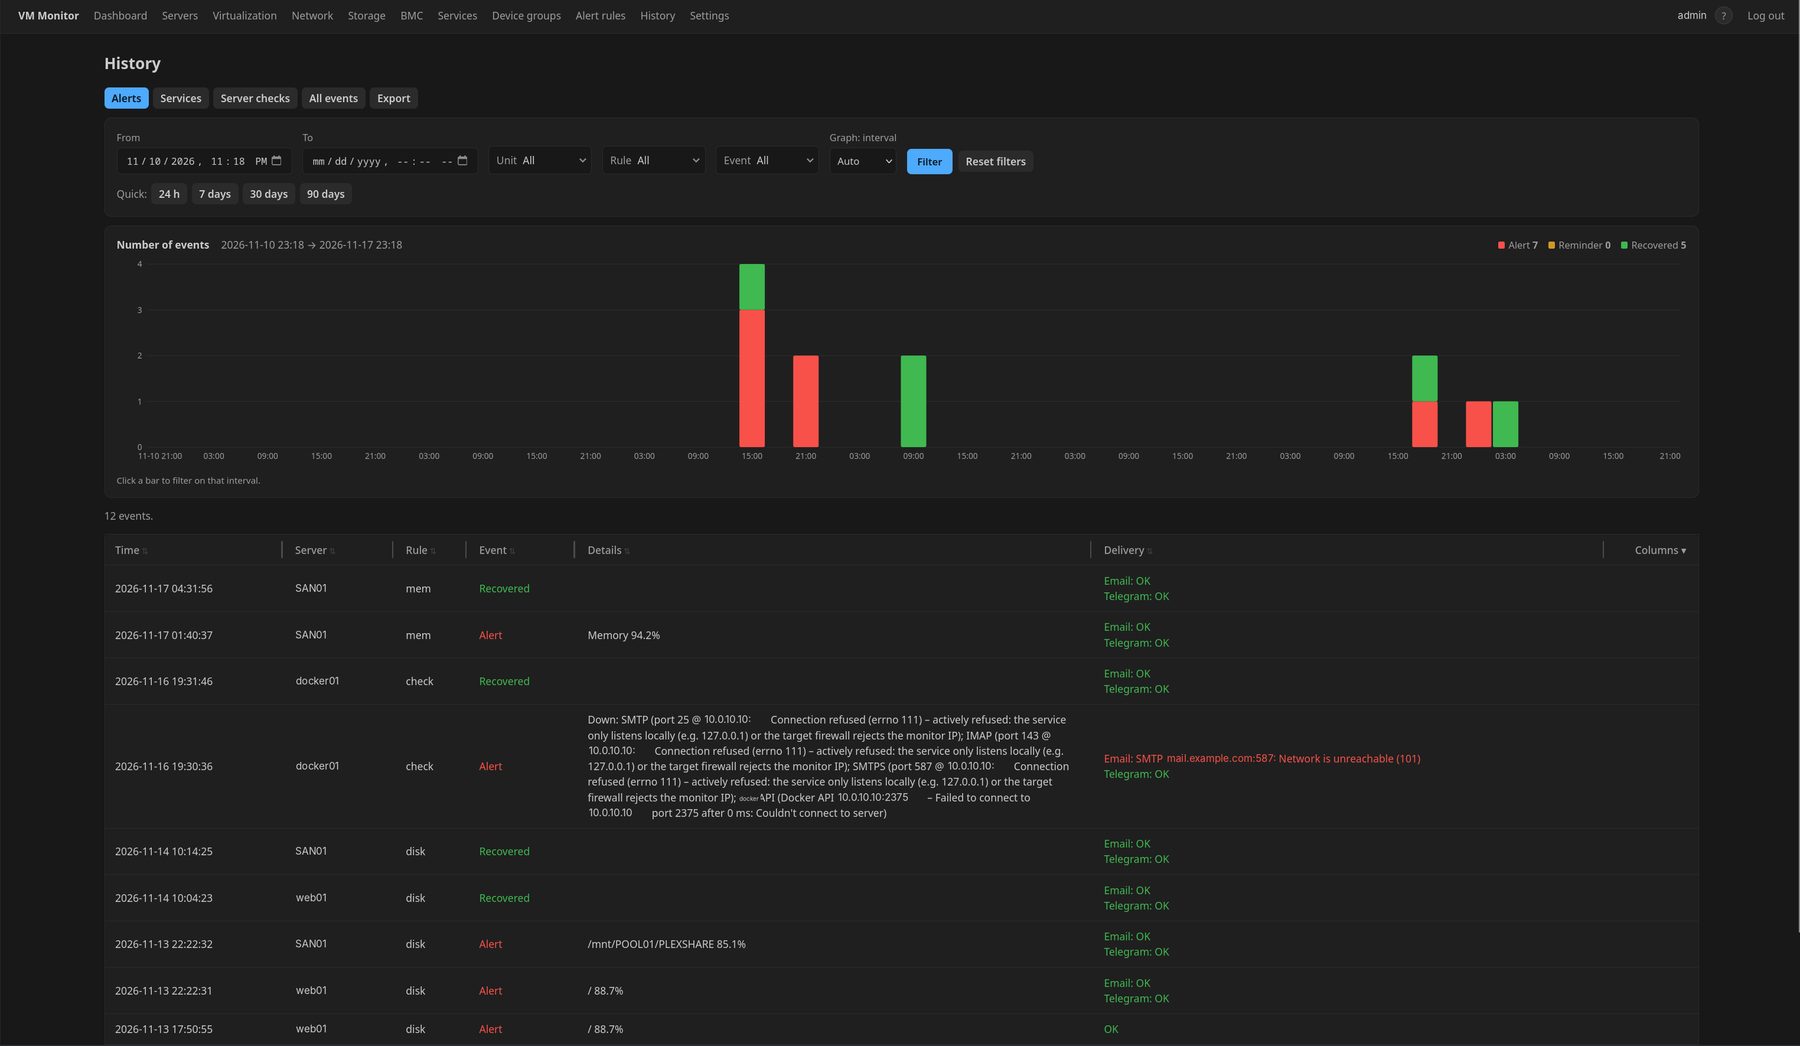 VM Monitor Dashboard Servers Virtualization Network Storage BMC Services Device groups Alert rules History Settings admin ? Log out
History
Alerts Services Server checks All events Export
From To Graph: interval
11/10/2026, 11:18 PM mm/dd/yyyy, --:-- -- Unit All Rule All Event All Auto Filter Reset filters
Quick: 24 h 7 days 30 days 90 days
Number of events 2026-11-10 23:18 → 2026-11-17 23:18 Alert 7 Reminder 0 Recovered 5
4
3
2
1
0
11-10 21:00 03:00 09:00 15:00 21:00 03:00 09:00 15:00 21:00 03:00 09:00 15:00 21:00 03:00 09:00 15:00 21:00 03:00 09:00 15:00 21:00 03:00 09:00 15:00 21:00 03:00 09:00 15:00 21:00
Click a bar to filter on that interval.
12 events.
Time Server Rule Event Details Delivery Columns ▾
2026-11-17 04:31:56 SAN01 mem Recovered Email: OK
Telegram: OK
2026-11-17 01:40:37 SAN01 mem Alert Memory 94.2% Email: OK
Telegram: OK
2026-11-16 19:31:46 docker01 check Recovered Email: OK
Telegram: OK
2026-11-16 19:30:36 docker01 check Alert
Down: SMTP (port 25 @ 10.0.10.10: Connection refused (errno 111) – actively refused: the service
only listens locally (e.g. 127.0.0.1) or the target firewall rejects the monitor IP); IMAP (port 143 @
10.0.10.10: Connection refused (errno 111) – actively refused: the service only listens locally (e.g.
127.0.0.1) or the target firewall rejects the monitor IP); SMTPS (port 587 @ 10.0.10.10: Connection
refused (errno 111) – actively refused: the service only listens locally (e.g. 127.0.0.1) or the target
firewall rejects the monitor IP); docker API (Docker API 10.0.10.10:2375 – Failed to connect to
10.0.10.10 port 2375 after 0 ms: Couldn't connect to server)
Email: SMTP mail.example.com:587: Network is unreachable (101)
Telegram: OK
2026-11-14 10:14:25 SAN01 disk Recovered Email: OK
Telegram: OK
2026-11-14 10:04:23 web01 disk Recovered Email: OK
Telegram: OK
2026-11-13 22:22:32 SAN01 disk Alert /mnt/POOL01/PLEXSHARE 85.1% Email: OK
Telegram: OK
2026-11-13 22:22:31 web01 disk Alert / 88.7% Email: OK
Telegram: OK
2026-11-13 17:50:55 web01 disk Alert / 88.7% OK